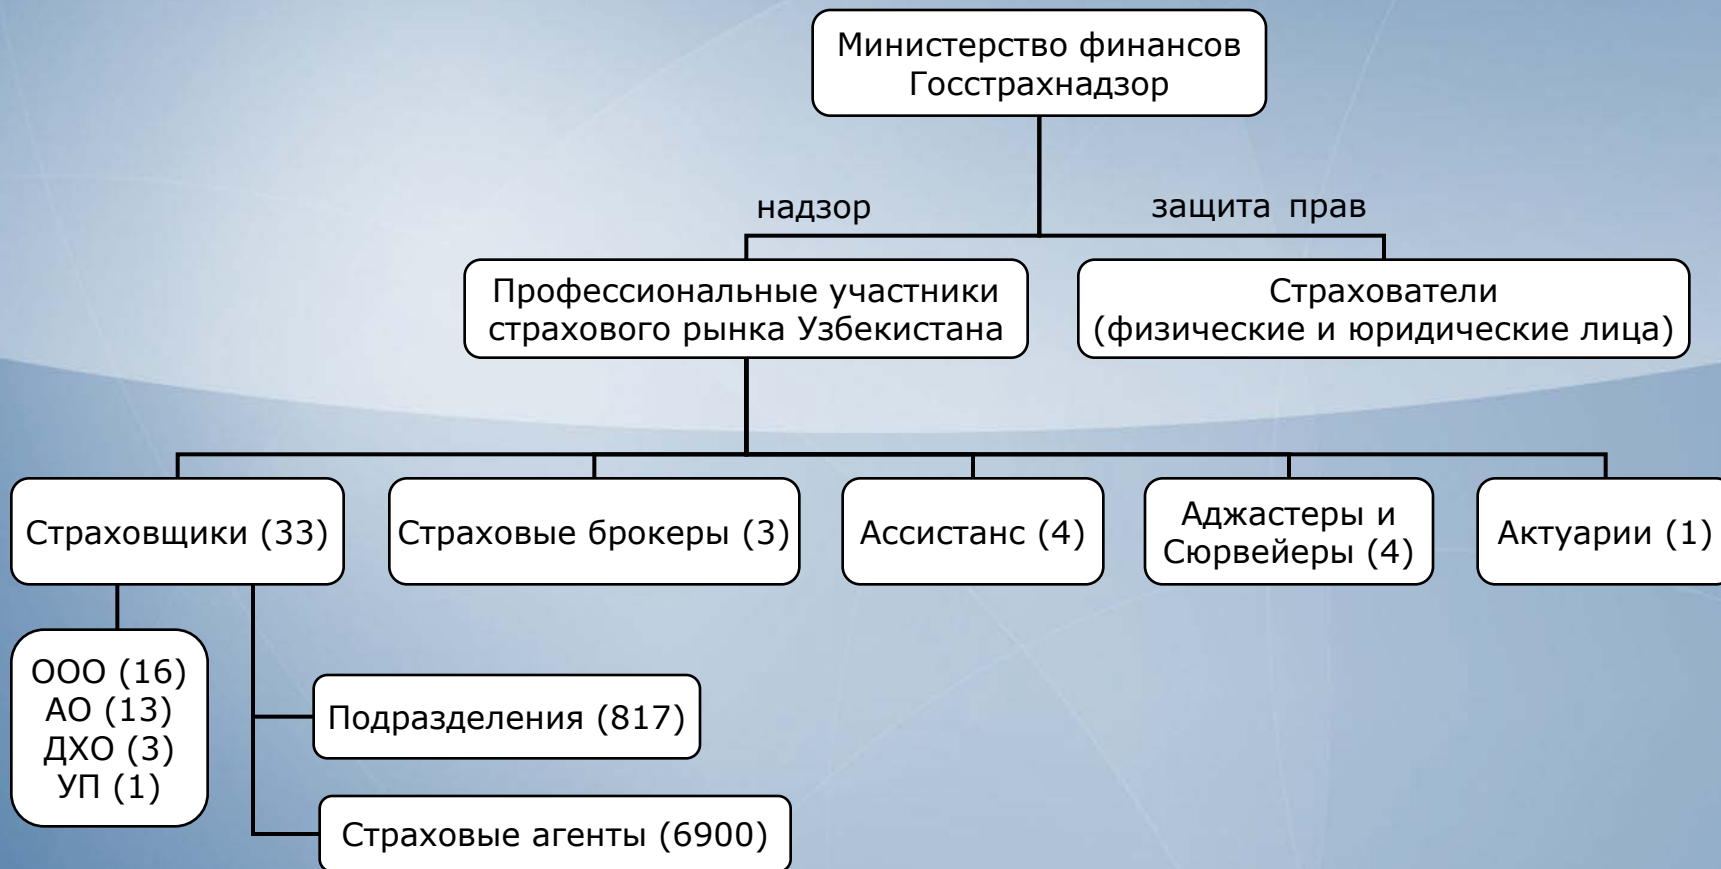 Министерство финансов
Госстрахнадзор
надзор
защита прав
Профессиональные участники
страхового рынка Узбекистана
Страхователи
(физические и юридические лица)
Страховщики (33)
Страховые брокеры (3)
Ассистанс (4)
Аджастеры и
Сюрвейеры (4)
Актуарии (1)
ООО (16)
АО (13)
ДХО (3)
УП (1)
Подразделения (817)
Страховые агенты (6900)